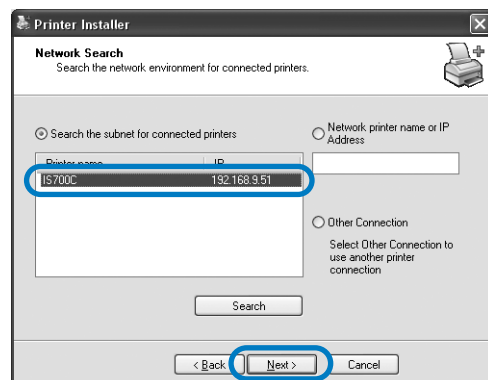 Printer Installer
Network Search
Search the network environment for connected printers.
Search the subnet for connected printers
Printer name IP
IS700C 192.168.9.51
Network printer name or IP
Address
Other Connection
Select Other Connection to
use another printer
connection
Search
< Back Next > Cancel